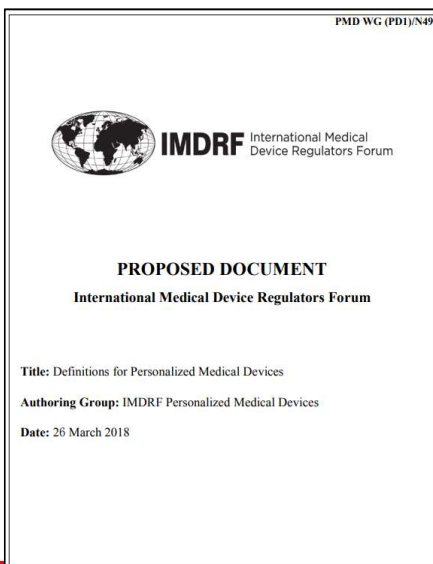 PMD WG (PD1)/N49
IMDRF International Medical
Device Regulators Forum
PROPOSED DOCUMENT
International Medical Device Regulators Forum
Title: Definitions for Personalized Medical Devices
Authoring Group: IMDRF Personalized Medical Devices
Date: 26 March 2018